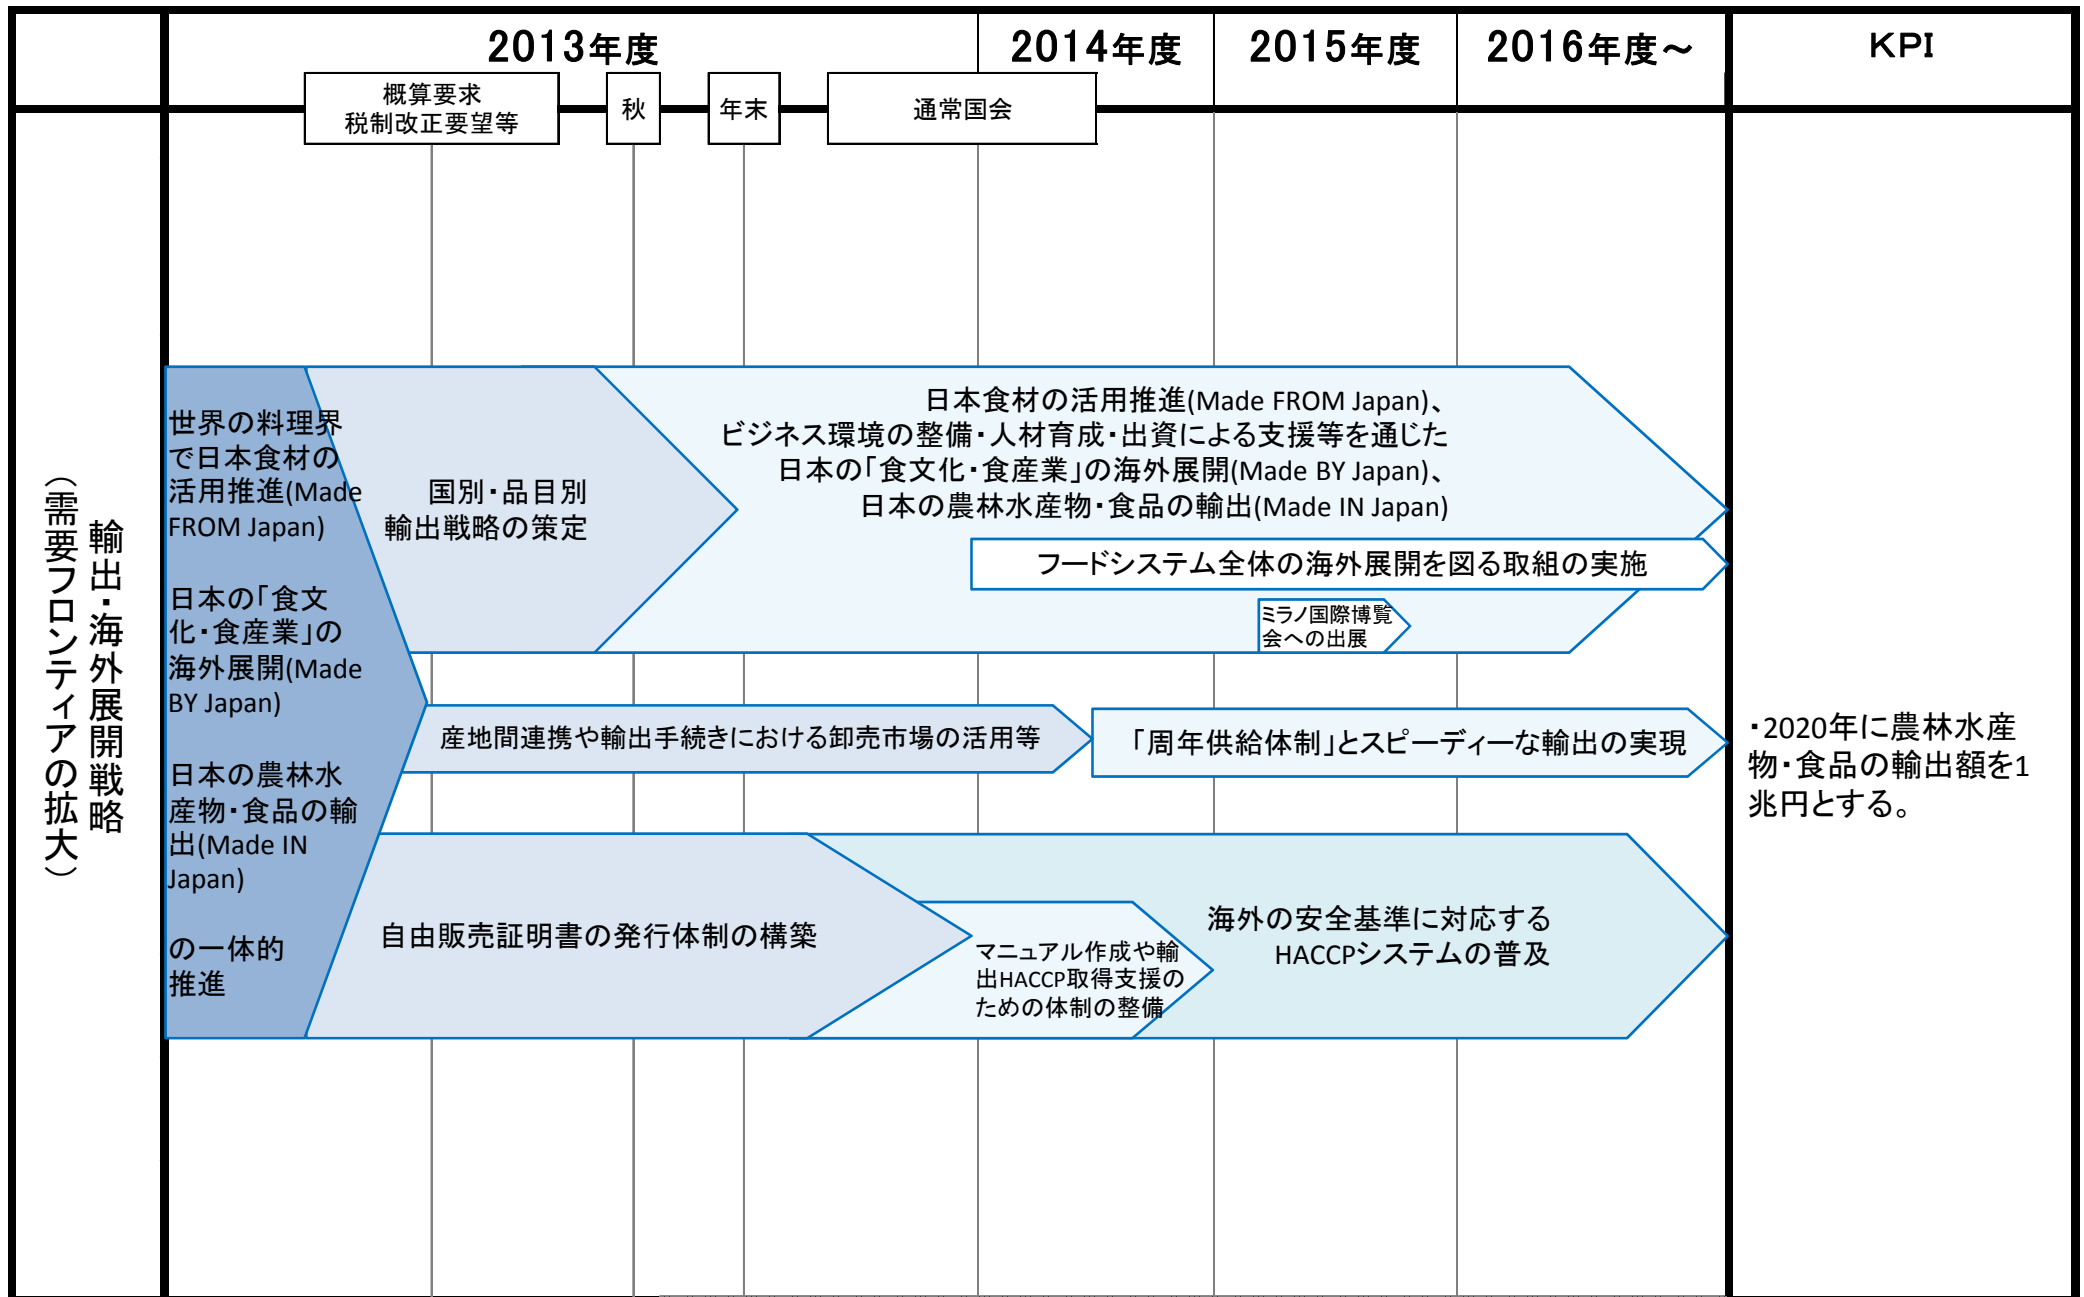 2013年度
2014年度
2015年度
2016年度～
KPI
概算要求
税制改正要望等
秋
年末
通常国会
輸出・海外展開戦略
（需要フロンティアの拡大）
世界の料理界
で日本食材の
活用推進(Made
FROM Japan)
日本の「食文
化・食産業」の
海外展開(Made
BY Japan)
日本の農林水
産物・食品の輸
出(Made IN
Japan)
の一体的
推進
国別・品目別
輸出戦略の策定
日本食材の活用推進(Made FROM Japan)、
ビジネス環境の整備・人材育成・出資による支援等を通じた
日本の「食文化・食産業」の海外展開(Made BY Japan)、
日本の農林水産物・食品の輸出(Made IN Japan)
フードシステム全体の海外展開を図る取組の実施
ミラノ国際博覧
会への出展
産地間連携や輸出手続きにおける卸売市場の活用等
「周年供給体制」とスピーディーな輸出の実現
自由販売証明書の発行体制の構築
マニュアル作成や輸
出HACCP取得支援の
ための体制の整備
海外の安全基準に対応する
HACCPシステムの普及
・2020年に農林水産
物・食品の輸出額を1
兆円とする。